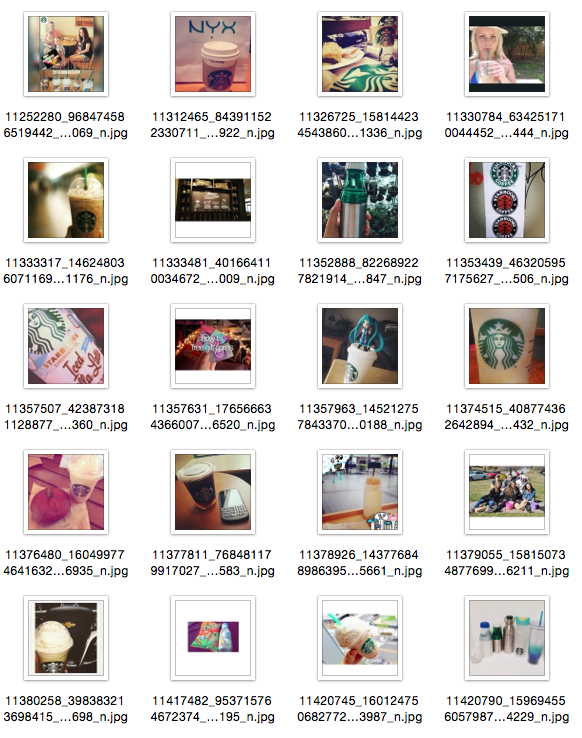 NYX
11252280_96847458
6519442_...069_n.jpg
11312465_84391152
2330711_...922_n.jpg
11326725_15814423
4543860...1336_n.jpg
11330784_63425171
0044452_...444_n.jpg
11333317_14624803
6071169...1176_n.jpg
11333481_40166411
0034672_...009_n.jpg
11352888_82268922
7821914_...847_n.jpg
11353439_46320595
7175627_...506_n.jpg
11357507_42387318
1128877_...360_n.jpg
11357631_17656663
4366007...6520_n.jpg
11357963_14521275
7843370...0188_n.jpg
11374515_40877436
2642894_...432_n.jpg
11376480_16049977
4641632...6935_n.jpg
11377811_76848117
9917027_...583_n.jpg
11378926_14377684
8986395...5661_n.jpg
11379055_15815073
4877699...6211_n.jpg
11380258_39838321
3698415_...698_n.jpg
11417482_95371576
4672374_...195_n.jpg
11420745_16012475
0682772...3987_n.jpg
11420790_15969455
6057987...4229_n.jpg